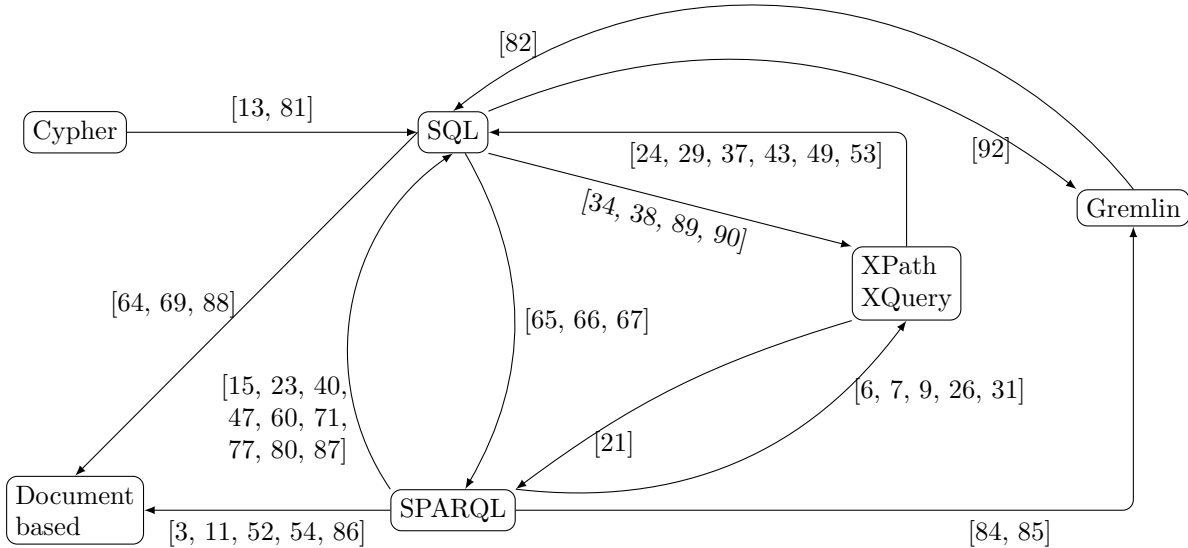 [82]
[13, 81]
Cypher
SQL
[24, 29, 37, 43, 49, 53]
[92]
[34, 38, 89, 90]
Gremlin
XPath
XQuery
[64, 69, 88]
[65, 66, 67]
[15, 23, 40,
47, 60, 71,
77, 80, 87]
[6, 7, 9, 26, 31]
[21]
Document
based
SPARQL
[3, 11, 52, 54, 86]
[84, 85]